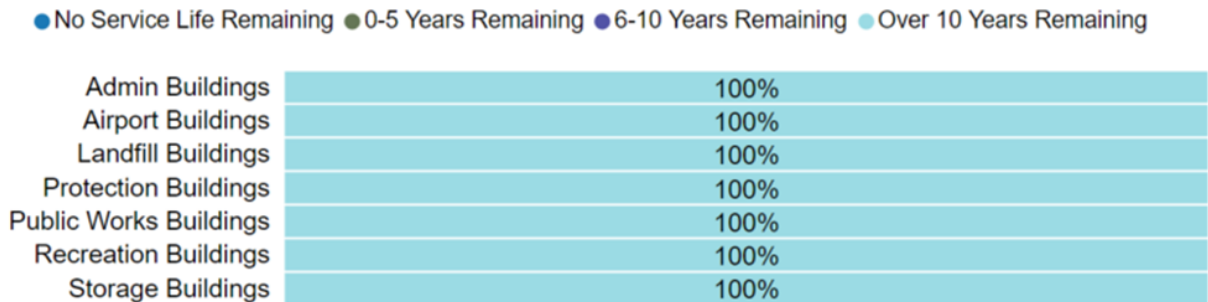 No Service Life Remaining 0-5 Years Remaining 6-10 Years Remaining Over 10 Years Remaining
Admin Buildings 100%
Airport Buildings 100%
Landfill Buildings 100%
Protection Buildings 100%
Public Works Buildings 100%
Recreation Buildings 100%
Storage Buildings 100%